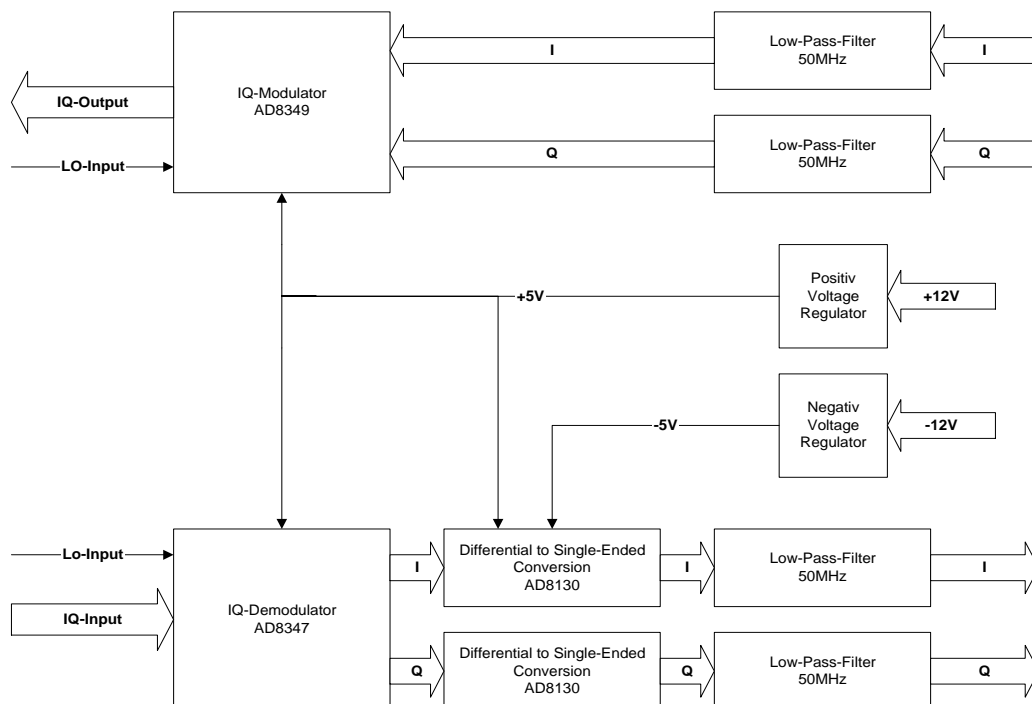 I
Low-Pass-Filter
50MHz
I
IQ-Output
IQ-Modulator
AD8349
Q
Low-Pass-Filter
50MHz
Q
LO-Input
+5V
Positiv
Voltage
Regulator
+12V
-5V
Negativ
Voltage
Regulator
-12V
Lo-Input
IQ-Input
IQ-Demodulator
AD8347
I
Differential to Single-Ended
Conversion
AD8130
I
Low-Pass-Filter
50MHz
I
Q
Differential to Single-Ended
Conversion
AD8130
Q
Low-Pass-Filter
50MHz
Q